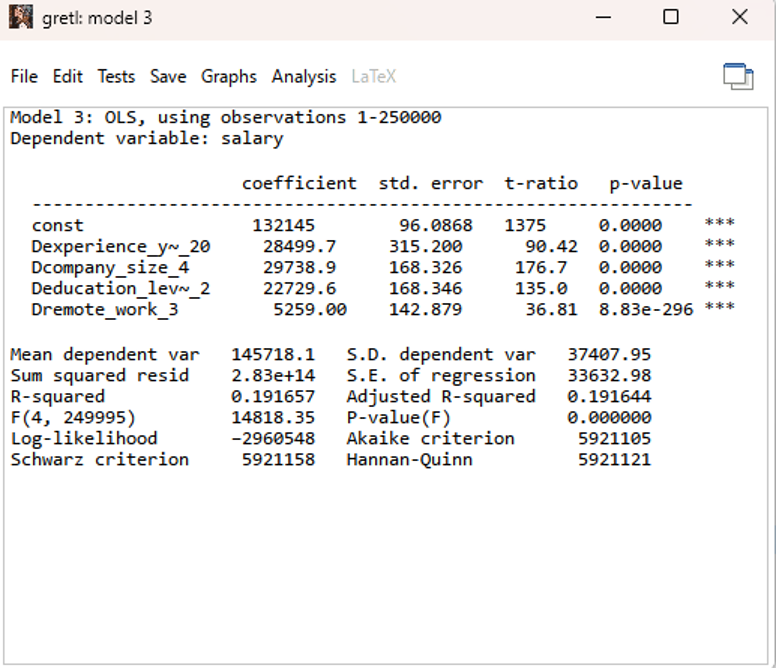 gretl: model 3
File Edit Tests Save Graphs Analysis LaTeX
Model 3: OLS, using observations 1-250000
Dependent variable: salary
coefficient std. error t-ratio p-value
---------------------------------------------------------------
const 132145 96.0868 1375 0.0000 ***
Dexperience_y~_20 28499.7 315.200 90.42 0.0000 ***
Dcompany_size_4 29738.9 168.326 176.7 0.0000 ***
Deducation_lev~_2 22729.6 168.346 135.0 0.0000 ***
Dremote_work_3 5259.00 142.879 36.81 8.83e-296 ***
Mean dependent var 145718.1 S.D. dependent var 37407.95
Sum squared resid 2.83e+14 S.E. of regression 33632.98
R-squared 0.191657 Adjusted R-squared 0.191644
F(4, 249995) 14818.35 P-value(F) 0.000000
Log-likelihood −2960548 Akaike criterion 5921105
Schwarz criterion 5921158 Hannan-Quinn 5921121